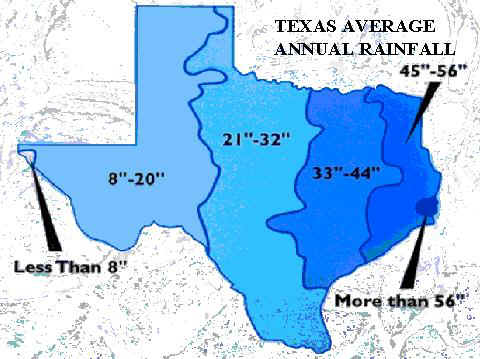 TEXAS AVERAGE
ANNUAL RAINFALL
45"-56"
21"-32"
33"-44"
8"-20"
Less Than 8"
More than 56"